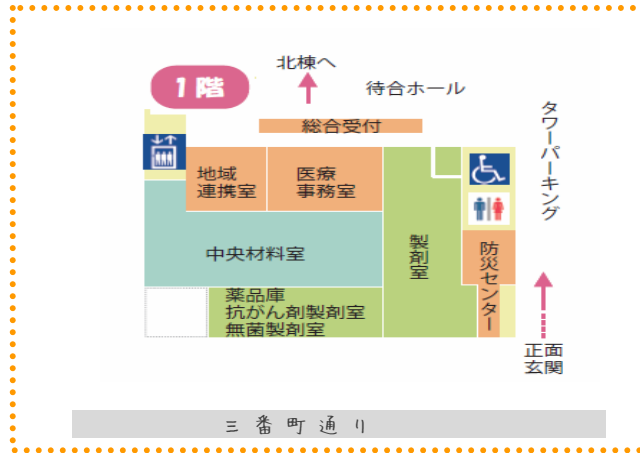 北棟へ
1階
待合ホール
総合受付
タワーパーキング
地域
連携室
医療
事務室
製剤室
防災センター
中央材料室
薬品庫
抗がん剤製剤室
無菌製剤室
正面
玄関
三番町通り